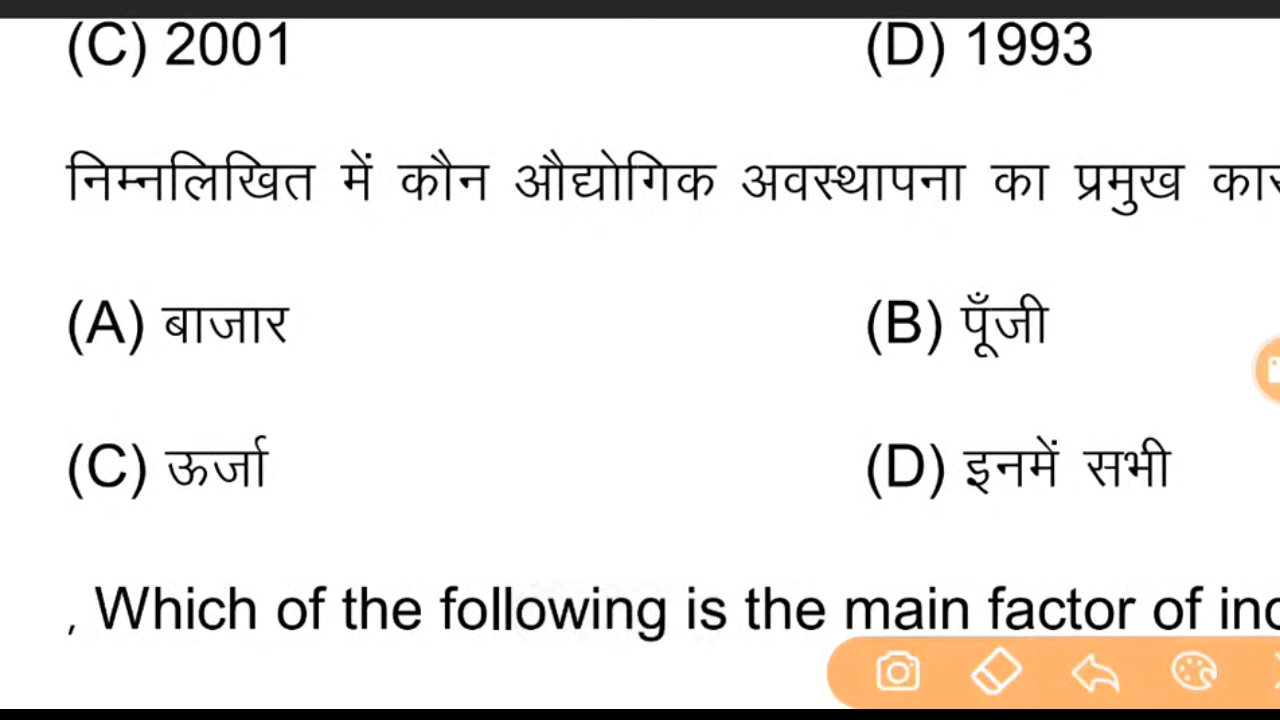 (C) 2001 (D) 1993
निम्नलिखित में कौन औद्योगिक अवस्थापना का प्रमुख
(A) बाजार (B) पूँजी
(C) ऊर्जा (D) इनमें सभी
, Which of the following is the main factor of